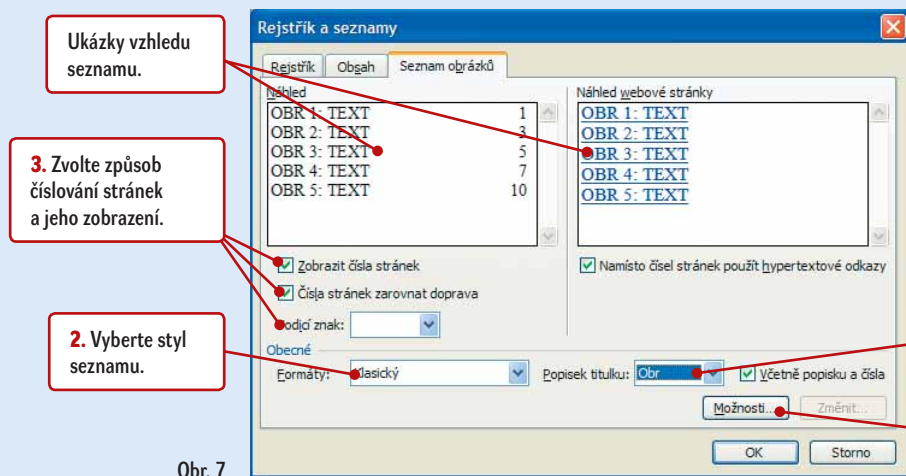 Ukázky vzhledu
seznamu.
3. Zvolte způsob
číslování stránek
a jeho zobrazení.
2. Vyberte styl
seznamu.
Obr. 7
Rejstřík a seznamy
Rejstřík Obsah Seznam obrázků
Náhled
OBR 1: TEXT 1
OBR 2: TEXT 3
OBR 3: TEXT 5
OBR 4: TEXT 7
OBR 5: TEXT 10
Náhled webové stránky
OBR 1: TEXT
OBR 2: TEXT
OBR 3: TEXT
OBR 4: TEXT
OBR 5: TEXT
Zobrazit čísla stránek
Namísto čísel stránek použít hypertextové odkazy
Čísla stránek zarovnat doprava
Vodicí znak:
Obecné
Formáty: Klasický Popisek titulku: Obr Včetně popisku a čísla
Možnosti... Změnit...
OK Storno